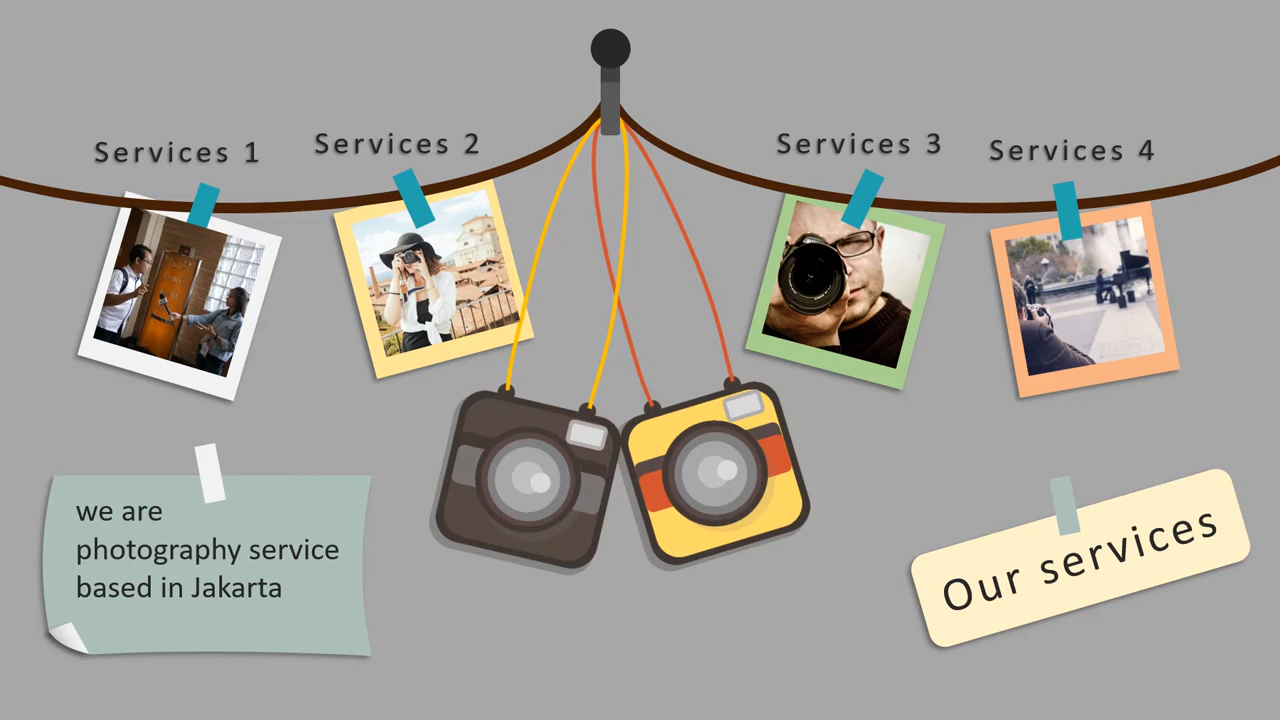 Services 1
Services 2
Services 3
Services 4
we are
photography service
based in Jakarta
Our services